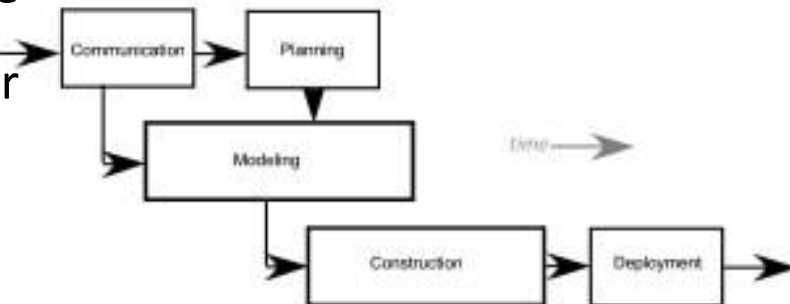 r
Communication
Planning
Modeling
time
Construction
Deployment